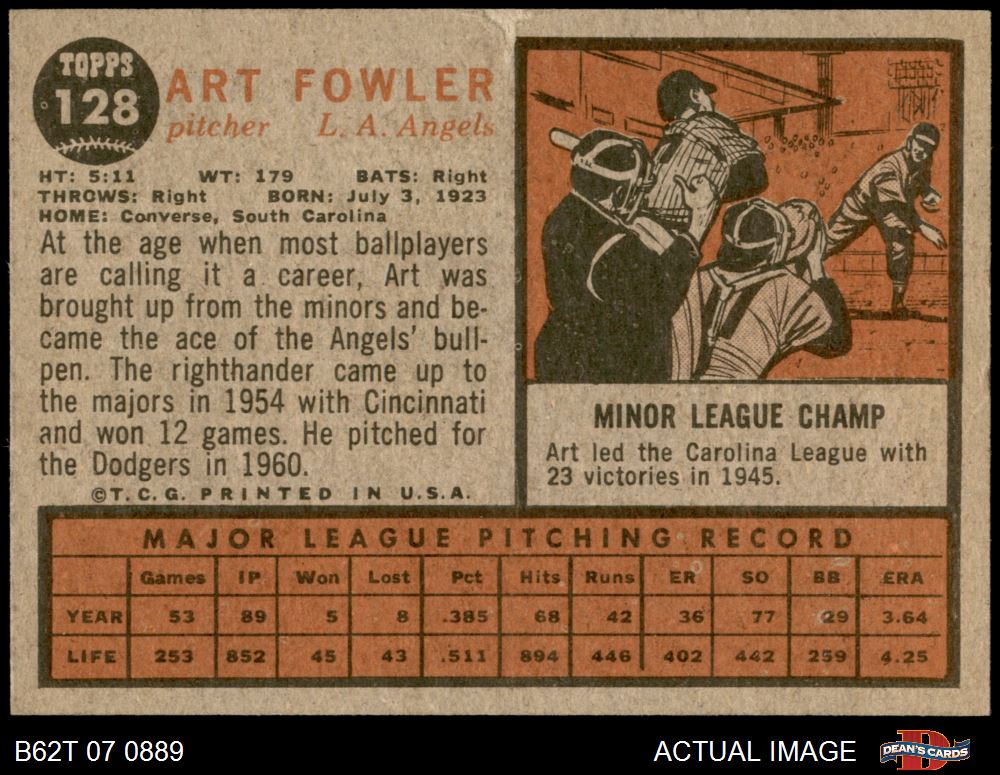 TOPPS
128
ART FOWLER
pitcher L. A. Angels
HT: 5:11 WT: 179 BATS: Right
THROWS: Right BORN: July 3, 1923
HOME: Converse, South Carolina
At the age when most ballplayers
are calling it a career, Art was
brought up from the minors and be-
came the ace of the Angels' bull-
pen. The righthander came up to
the majors in 1954 with Cincinnati
and won 12 games. He pitched for
the Dodgers in 1960.
©T.C.G. PRINTED IN U.S.A.
MINOR LEAGUE CHAMP
Art led the Carolina League with
23 victories in 1945.
MAJOR LEAGUE PITCHING RECORD
Games IP Won Lost Pct Hits Runs ER SO BB ERA
YEAR 53 89 5 8 .385 68 42 36 77 29 3.64
LIFE 253 852 45 43 .511 894 446 402 442 259 4.25
B62T 07 0889 ACTUAL IMAGE DEAN'S CARDS